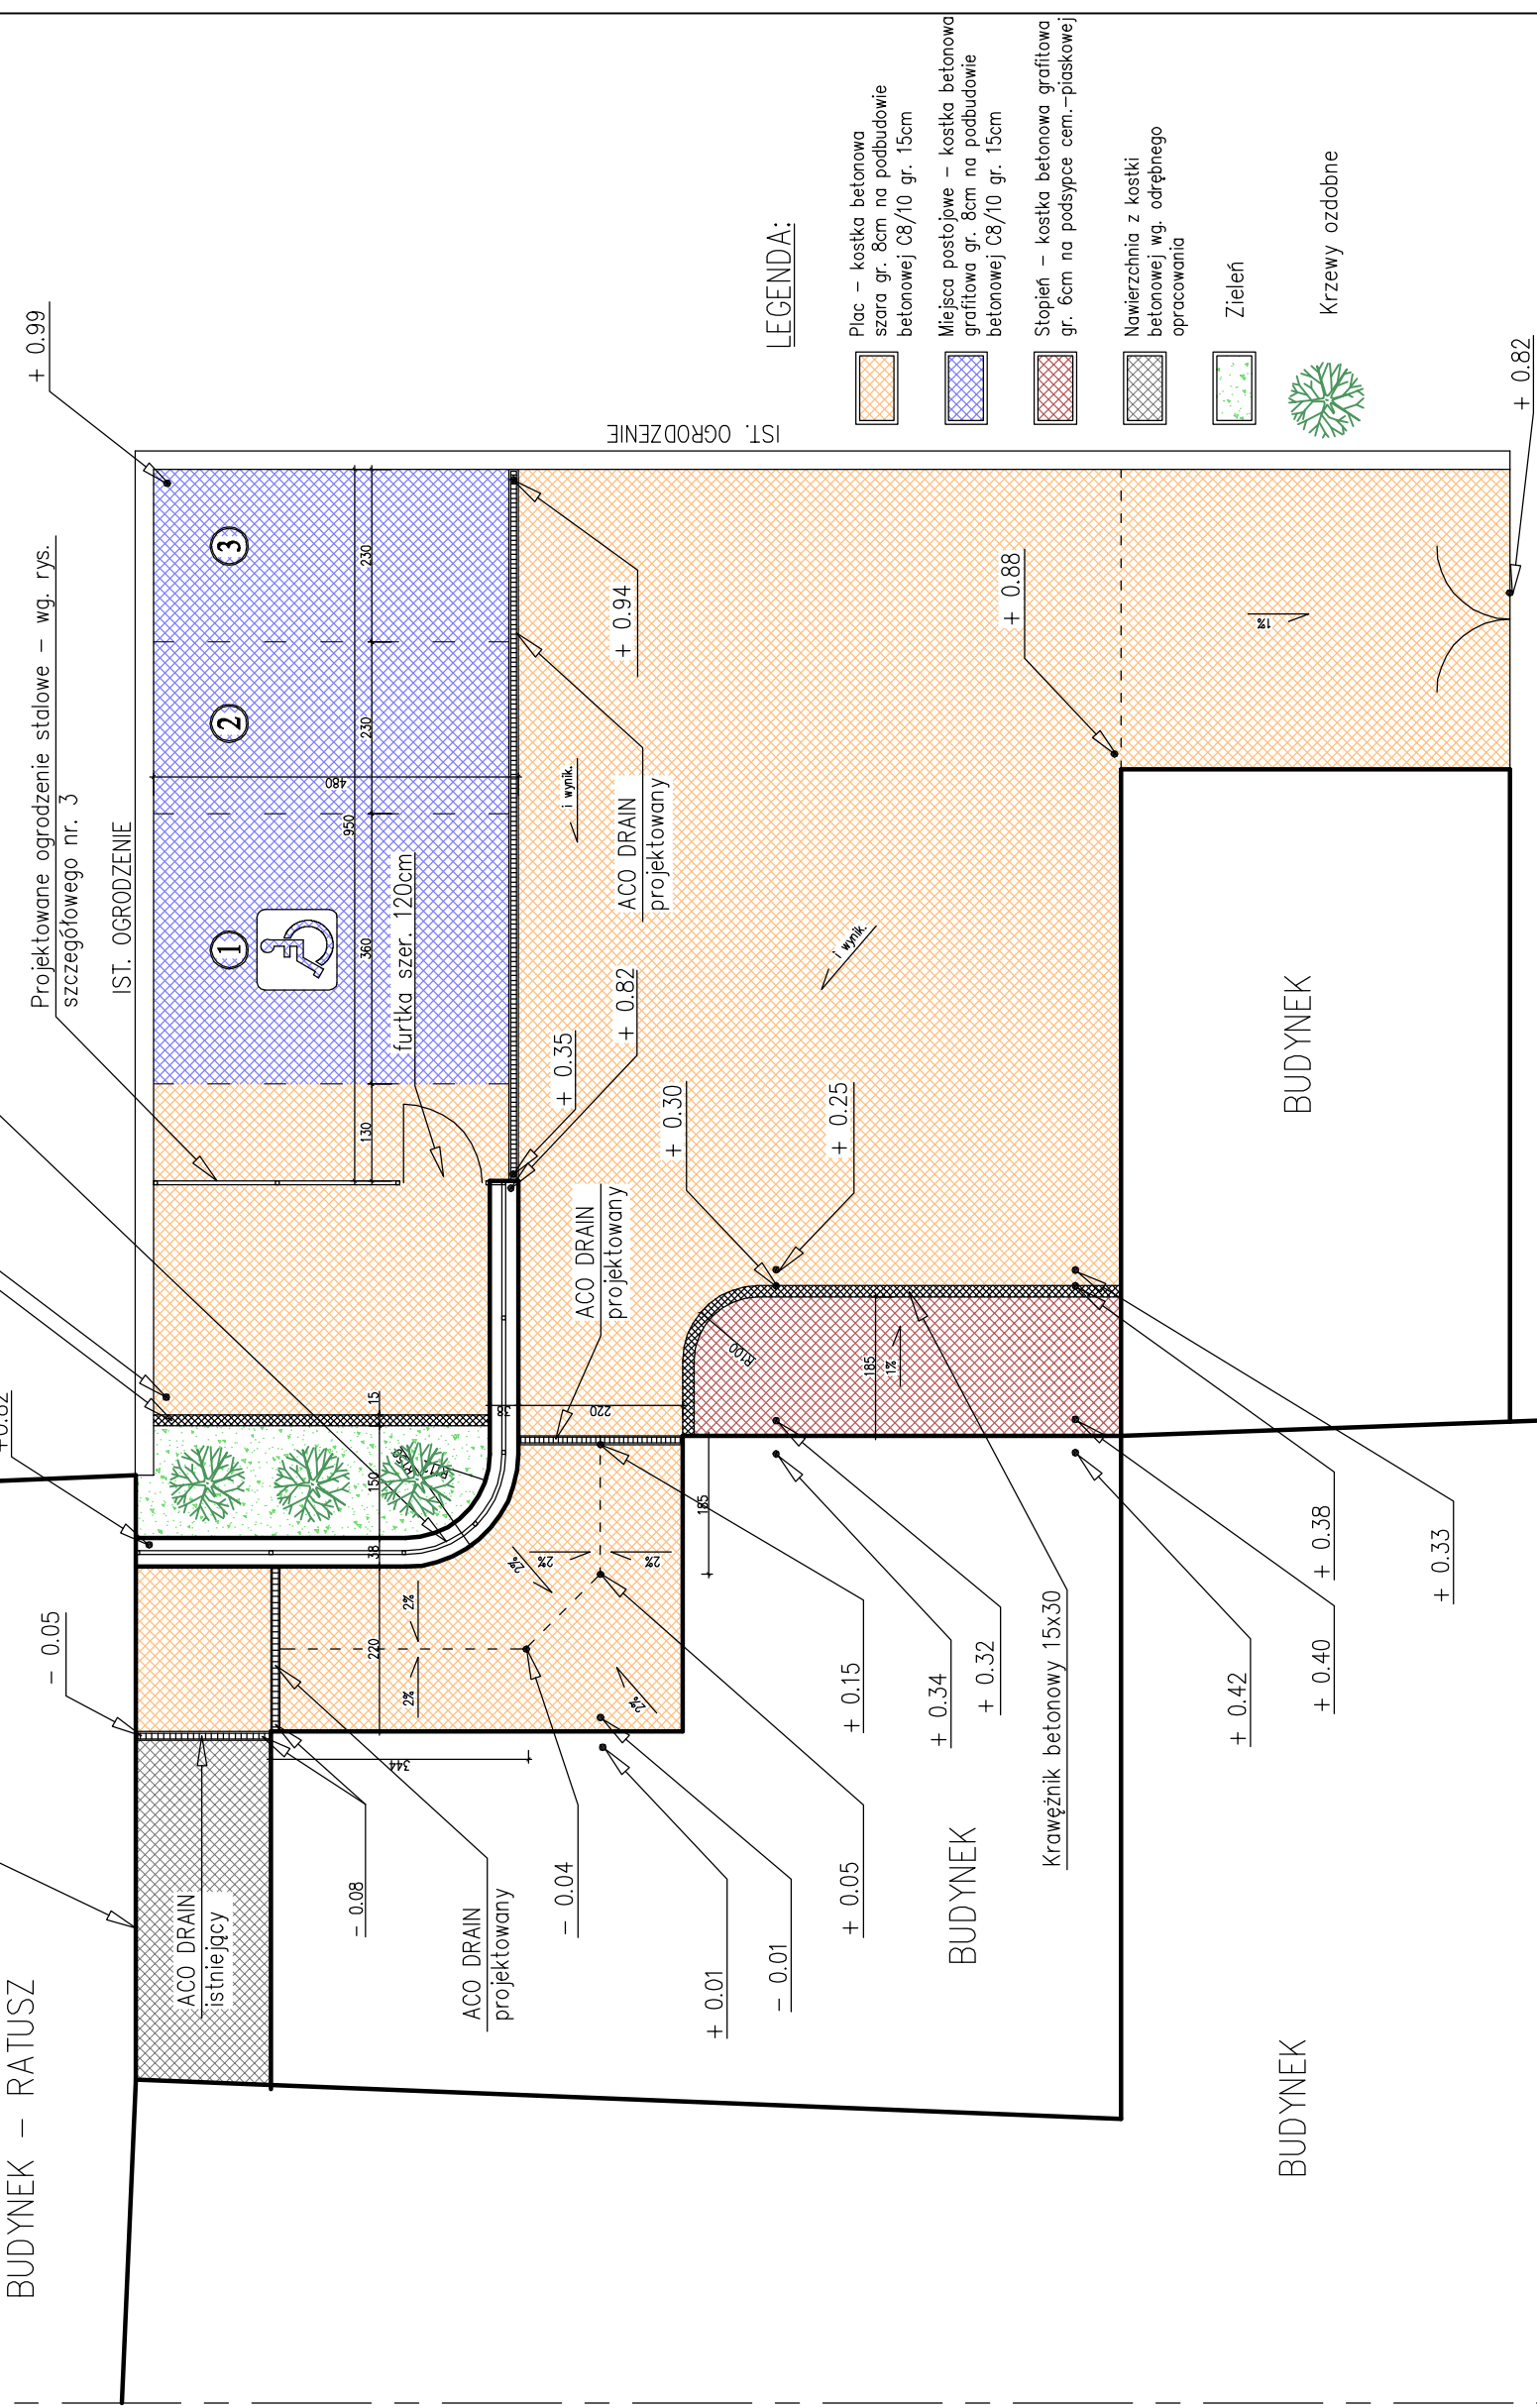 BUDYNEK – RATUSZ
+0.82
– 0.05
ACO DRAIN
istniejący
– 0.08
ACO DRAIN
projektowany
– 0.04
+ 0.01
– 0.01
+ 0.05
BUDYNEK
+ 0.15
+ 0.34
+ 0.32
Krawężnik betonowy 15x30
+ 0.42
+ 0.40
+ 0.38
+ 0.33
BUDYNEK
344
220
38
150
15
2%
2%
2%
2%
2%
2%
185
38
220
R150
R100
185
1%
Projektowane ogrodzenie stalowe – wg. rys.
szczegółowego nr. 3
IST. OGRODZENIE
+ 0.99
1
2
3
130
360
230
230
950
480
furtka szer. 120cm
i wynik.
ACO DRAIN
projektowany
+ 0.94
+ 0.82
+ 0.35
ACO DRAIN
projektowany
+ 0.30
+ 0.25
i wynik.
+ 0.88
1%
BUDYNEK
IST. OGRODZENIE
+ 0.82
LEGENDA:
Plac – kostka betonowa
szara gr. 8cm na podbudowie
betonowej C8/10 gr. 15cm
Miejsca postojowe – kostka betonowa
grafitowa gr. 8cm na podbudowie
betonowej C8/10 gr. 15cm
Stopień – kostka betonowa grafitowa
gr. 6cm na podsypce cem.–piaskowej
Nawierzchnia z kostki
betonowej wg. odrębnego
opracowania
Zieleń
Krzewy ozdobne